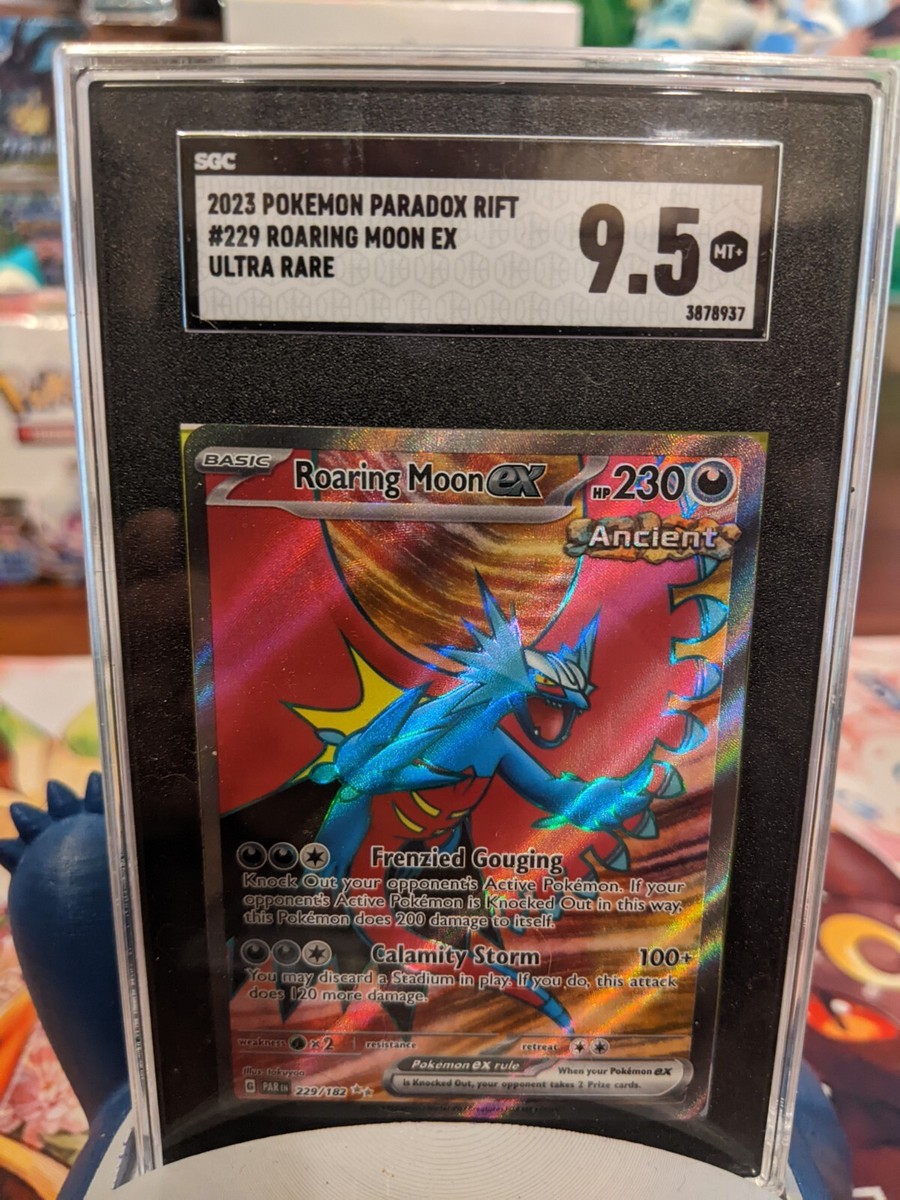 SGC
2023 POKEMON PARADOX RIFT
#229 ROARING MOON EX
ULTRA RARE
9.5
MT+
3878937
BASIC
Roaring Moon ex
HP 230
Ancient
Frenzied Gouging
Knock Out your opponent's Active Pokémon. If your
opponent's Active Pokémon is Knocked Out in this way,
this Pokémon does 200 damage to itself.
Calamity Storm 100+
You may discard a Stadium in play. If you do, this attack
does 120 more damage.
weakness ×2 resistance retreat
Pokémon ex rule When your Pokémon ex
is Knocked Out, your opponent takes 2 Prize cards.
Illus. takuyoa
G PAR EN 229/182